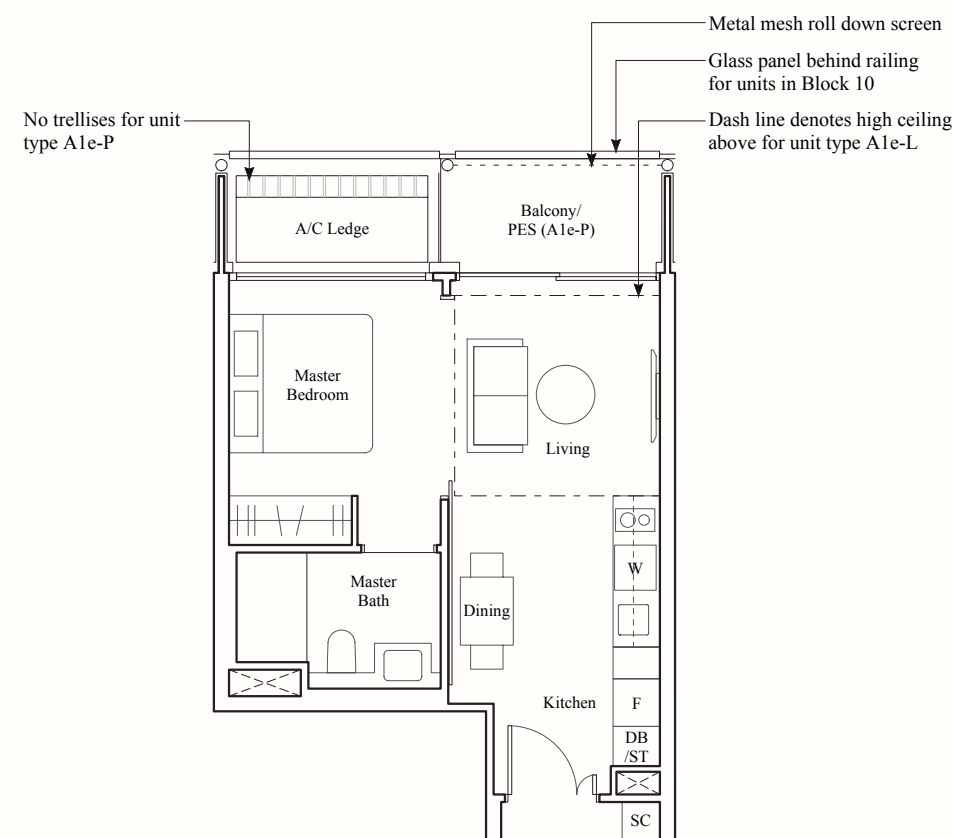 Metal mesh roll down screen
Glass panel behind railing
for units in Block 10
No trellises for unit
type A1e-P
Dash line denotes high ceiling
above for unit type A1e-L
A/C Ledge
Balcony/
PES (A1e-P)
Master
Bedroom
Living
W
Master
Bath
Dining
Kitchen
F
DB
/ST
SC